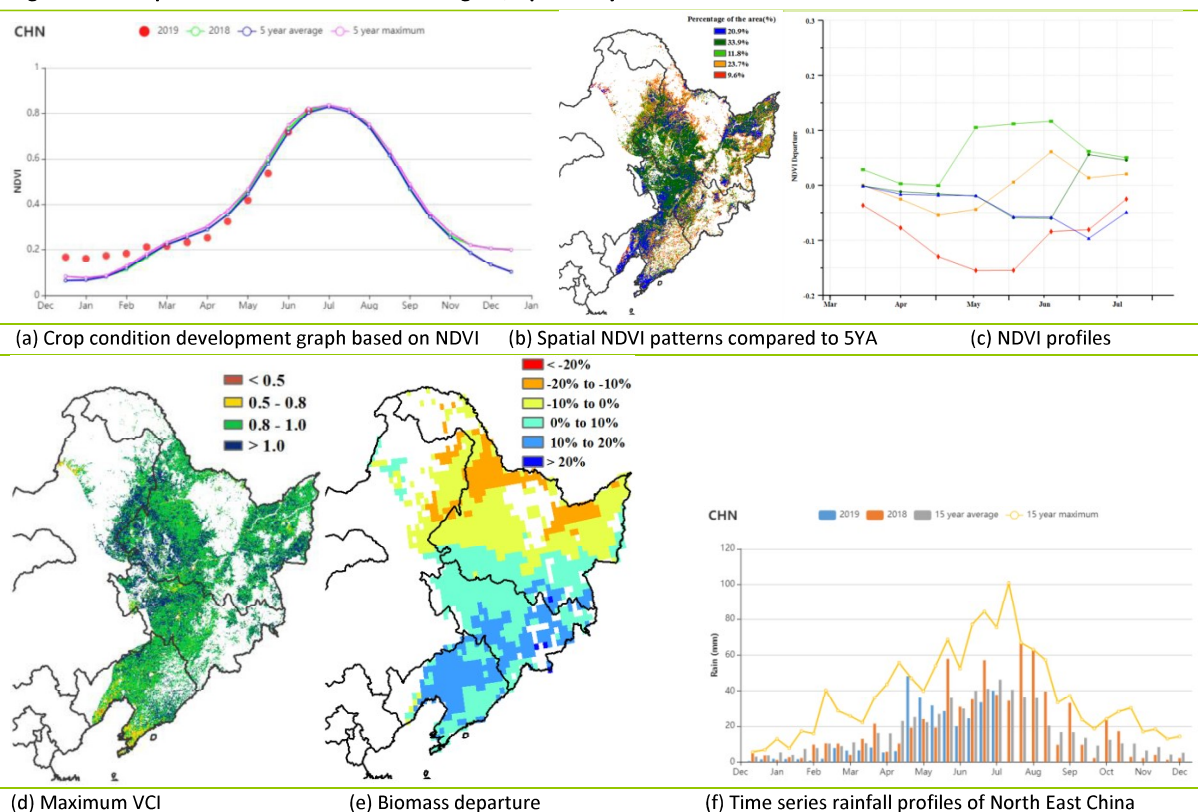 CHN
2019 2018 5 year average 5 year maximum
NDVI
1
0.8
0.6
0.4
0.2
0
Dec Jan Feb Mar Apr May Jun Jul Aug Sep Oct Nov Dec Jan
Percentage of the area(%)
20.9%
33.9%
11.8%
23.7%
9.6%
NDVI Departure
0.3
0.2
0.1
0.0
-0.1
-0.2
Mar Apr May Jun Jul
(a) Crop condition development graph based on NDVI (b) Spatial NDVI patterns compared to 5YA (c) NDVI profiles
< 0.5
0.5 - 0.8
0.8 - 1.0
> 1.0
< -20%
-20% to -10%
-10% to 0%
0% to 10%
10% to 20%
> 20%
CHN
2019 2018 15 year average 15 year maximum
Rain (mm)
120
100
80
60
40
20
0
Dec Jan Feb Mar Apr May Jun Jul Aug Sep Oct Nov Dec
(d) Maximum VCI (e) Biomass departure (f) Time series rainfall profiles of North East China